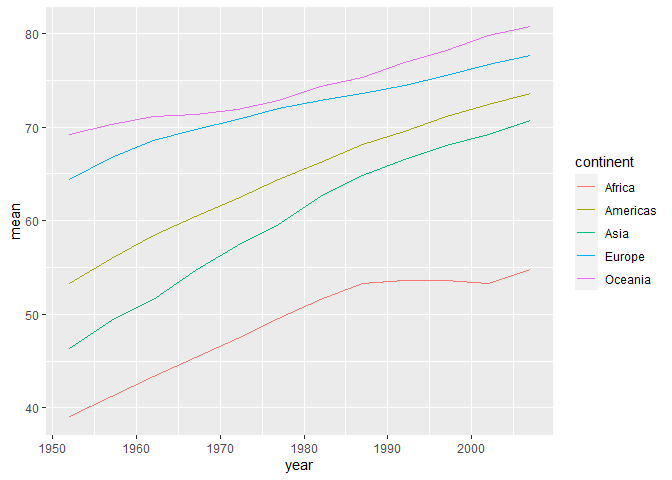 80
70
60
50
40
mean
1950
1960
1970
1980
1990
2000
year
continent
Africa
Americas
Asia
Europe
Oceania